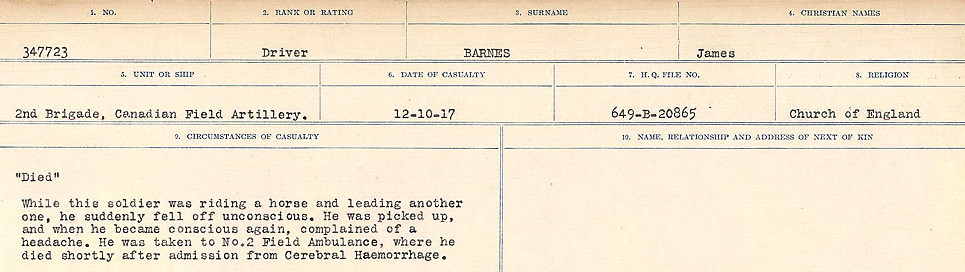 1. NO. 2. RANK OR RATING 3. SURNAME 4. CHRISTIAN NAMES
347723 Driver BARNES James
5. UNIT OR SHIP 6. DATE OF CASUALTY 7. H. Q. FILE NO. 8. RELIGION
2nd Brigade, Canadian Field Artillery. 12-10-17 649-B-20865 Church of England
9. CIRCUMSTANCES OF CASUALTY 10. NAME, RELATIONSHIP AND ADDRESS OF NEXT OF KIN
"Died"
While this soldier was riding a horse and leading another
one, he suddenly fell off unconscious. He was picked up,
and when he became conscious again, complained of a
headache. He was taken to No.2 Field Ambulance, where he
died shortly after admission from Cerebral Haemorrhage.